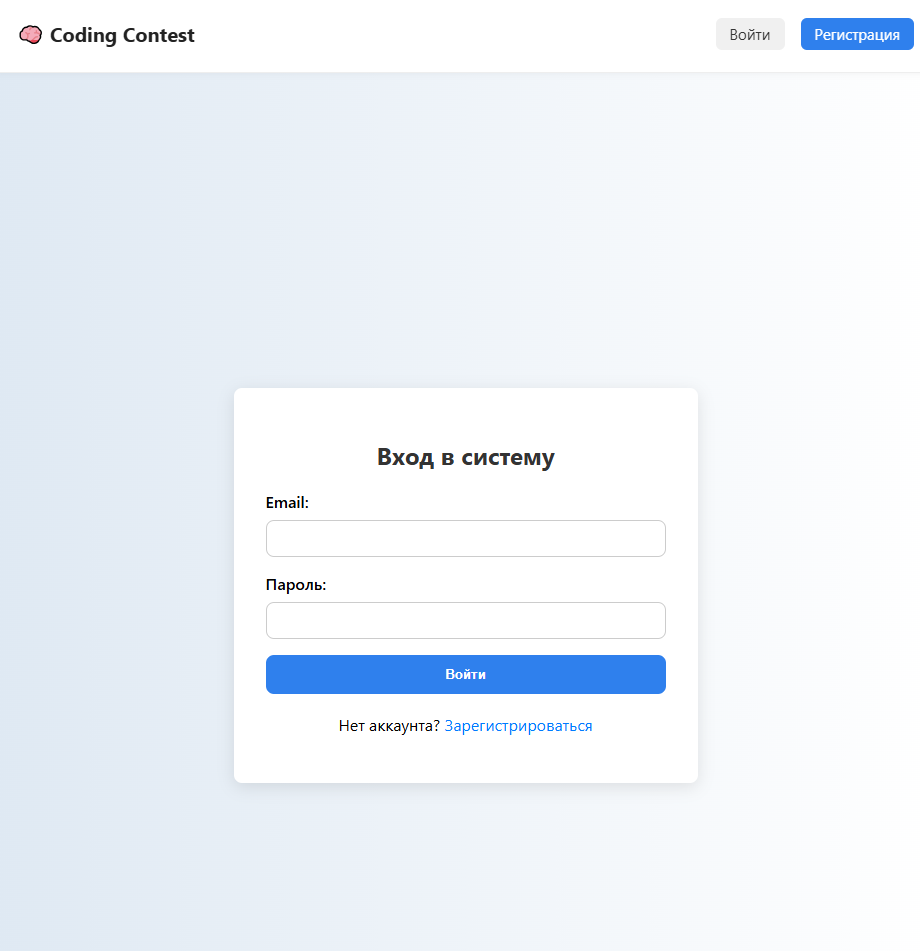 Coding Contest
Войти
Регистрация
Вход в систему
Email:
Пароль:
Войти
Нет аккаунта? Зарегистрироваться